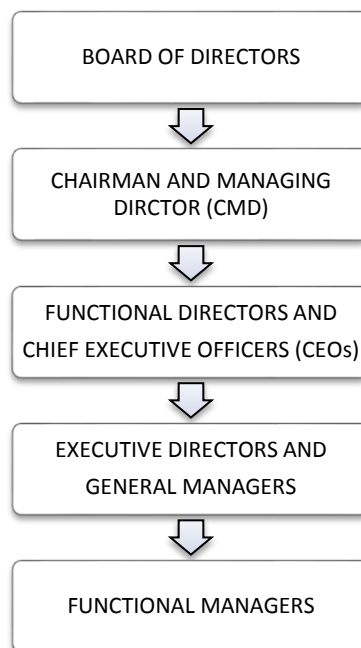 BOARD OF DIRECTORS
CHAIRMAN AND MANAGING
DIRCTOR (CMD)
FUNCTIONAL DIRECTORS AND
CHIEF EXECUTIVE OFFICERS (CEOs)
EXECUTIVE DIRECTORS AND
GENERAL MANAGERS
FUNCTIONAL MANAGERS